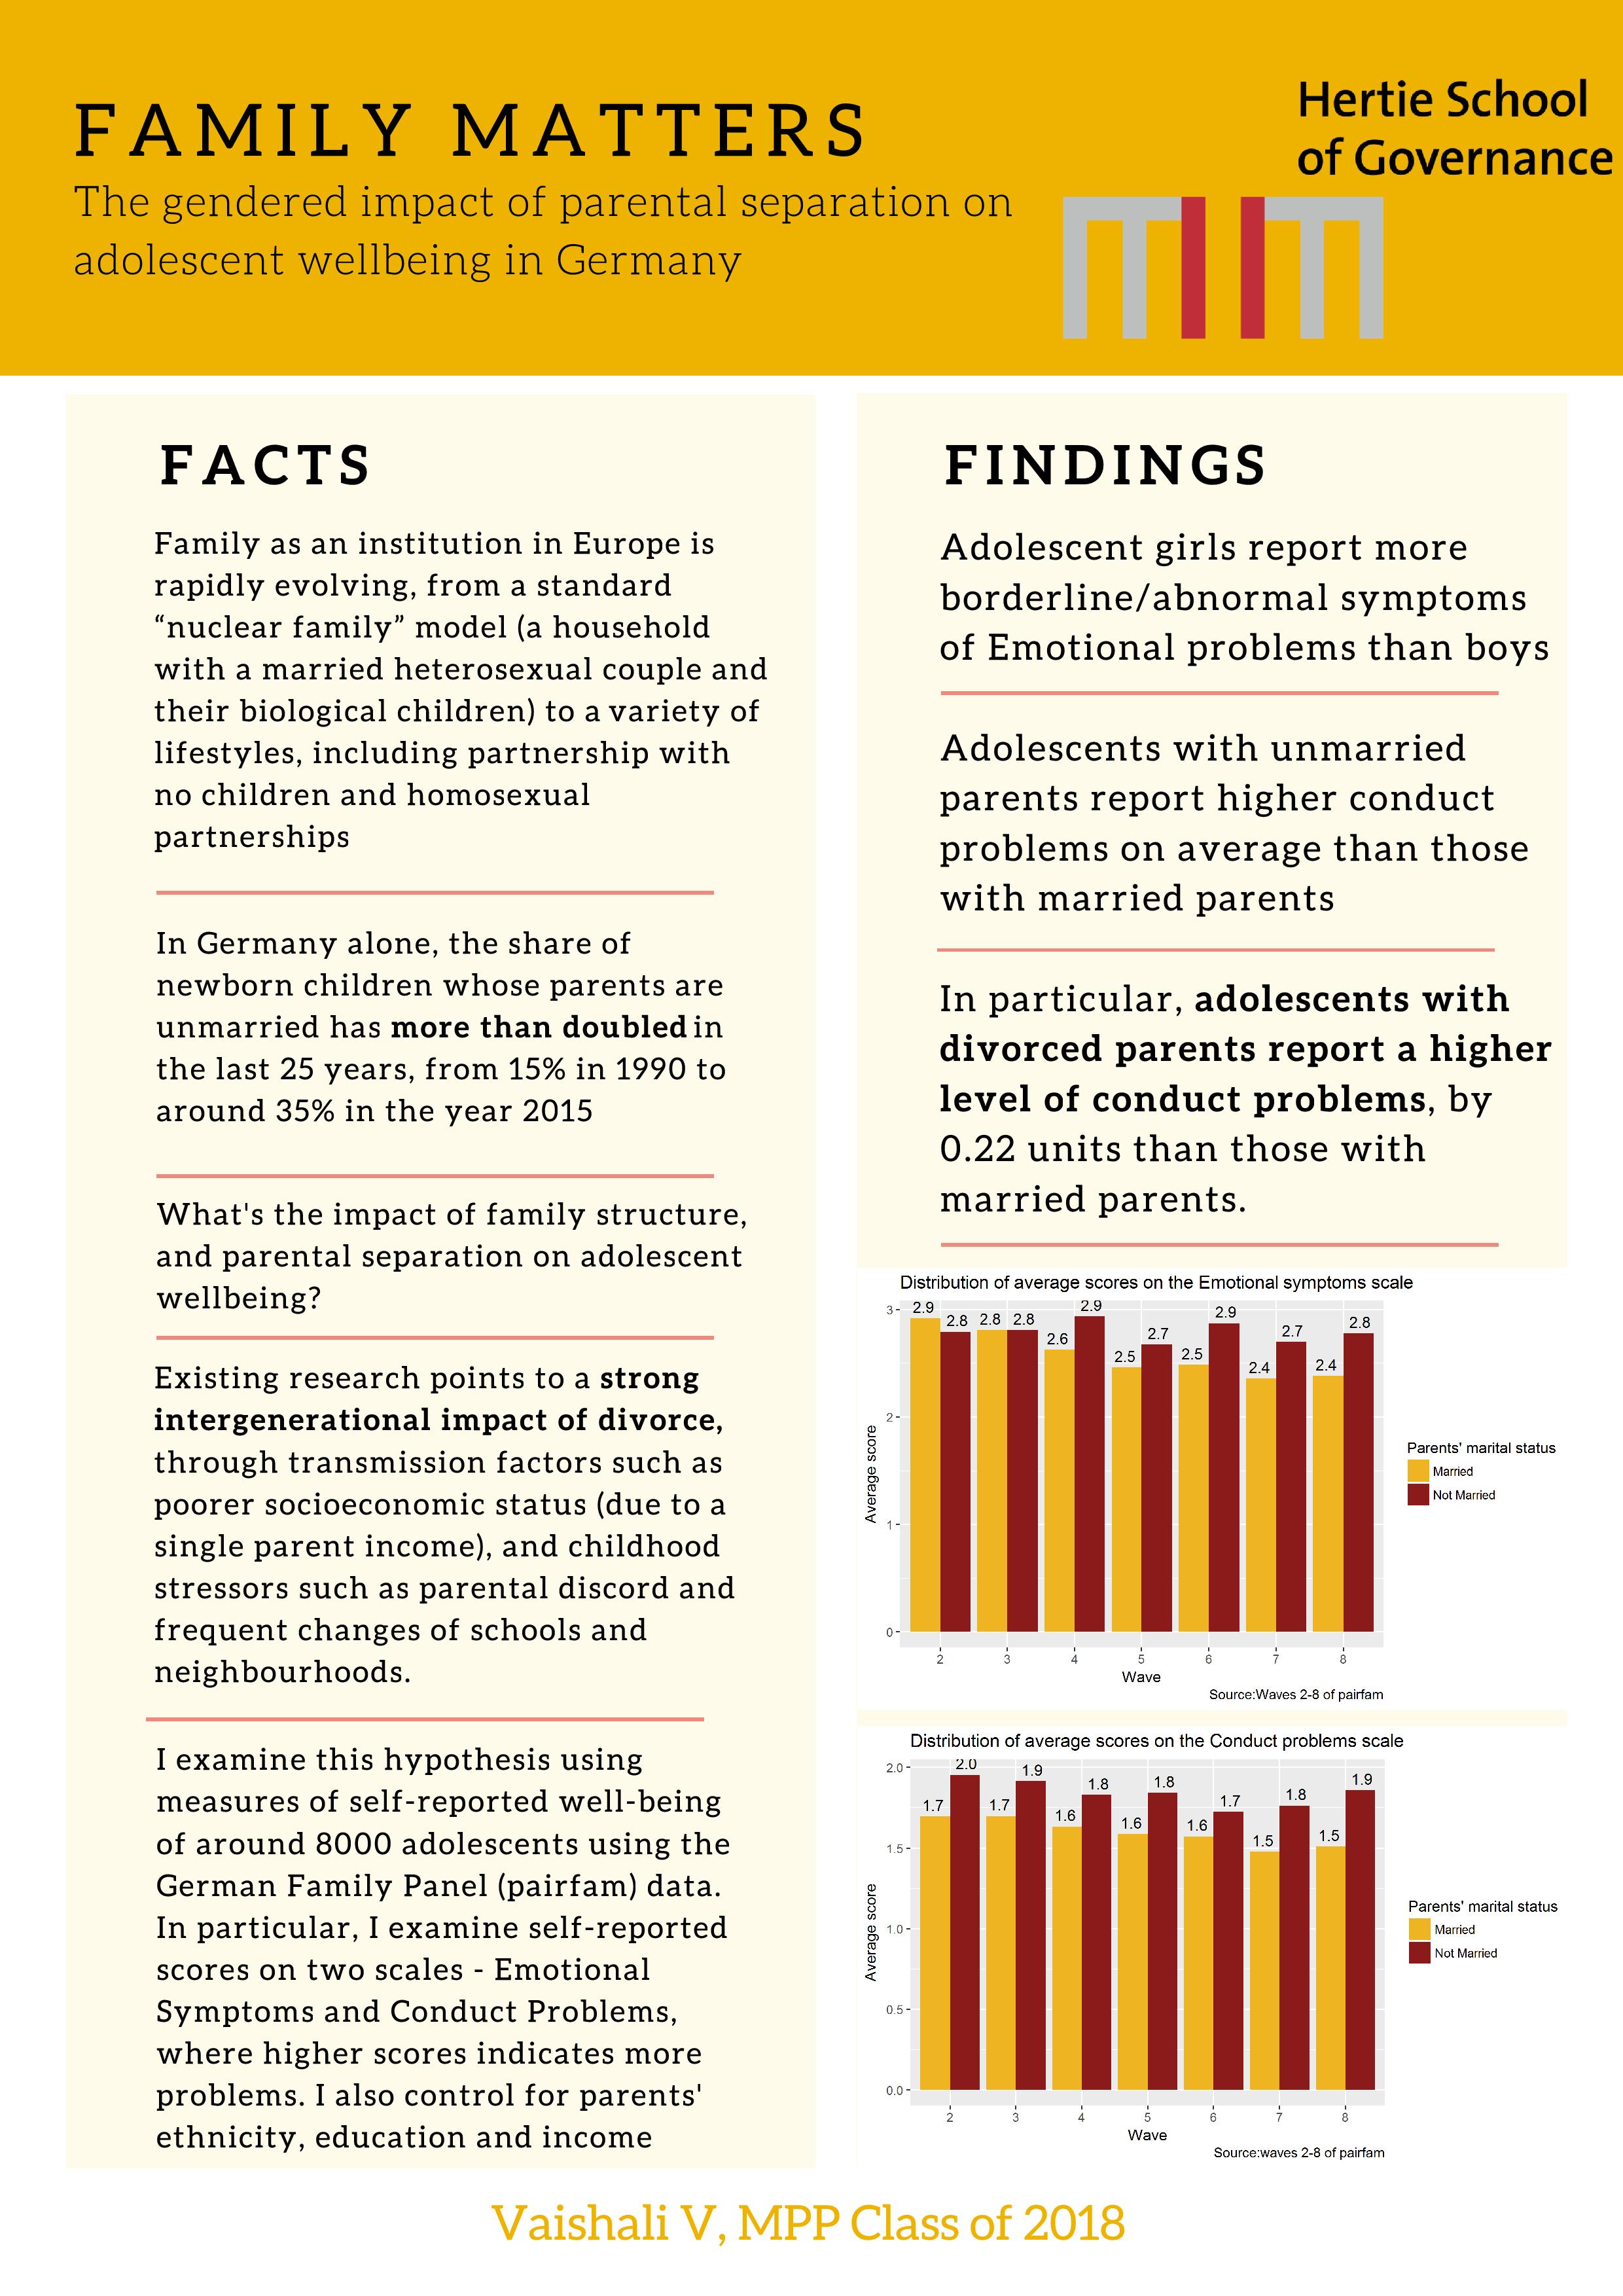 FAMILY MATTERS
The gendered impact of parental separation on
adolescent wellbeing in Germany
Hertie School
of Governance
FACTS
Family as an institution in Europe is
rapidly evolving, from a standard
“nuclear family” model (a household
with a married heterosexual couple and
their biological children) to a variety of
lifestyles, including partnership with
no children and homosexual
partnerships
In Germany alone, the share of
newborn children whose parents are
unmarried has more than doubled in
the last 25 years, from 15% in 1990 to
around 35% in the year 2015
What's the impact of family structure,
and parental separation on adolescent
wellbeing?
Existing research points to a strong
intergenerational impact of divorce,
through transmission factors such as
poorer socioeconomic status (due to a
single parent income), and childhood
stressors such as parental discord and
frequent changes of schools and
neighbourhoods.
I examine this hypothesis using
measures of self-reported well-being
of around 8000 adolescents using the
German Family Panel (pairfam) data.
In particular, I examine self-reported
scores on two scales - Emotional
Symptoms and Conduct Problems,
where higher scores indicates more
problems. I also control for parents'
ethnicity, education and income
FINDINGS
Adolescent girls report more
borderline/abnormal symptoms
of Emotional problems than boys
Adolescents with unmarried
parents report higher conduct
problems on average than those
with married parents
In particular, adolescents with
divorced parents report a higher
level of conduct problems, by
0.22 units than those with
married parents.
Distribution of average scores on the Emotional symptoms scale
2.9 2.8 2.8 2.8 2.6 2.9 2.5 2.7 2.5 2.9 2.4 2.7 2.4 2.8
3
2
1
0
Average score
2 3 4 5 6 7 8
Wave
Source:Waves 2-8 of pairfam
Parents' marital status
Married
Not Married
Distribution of average scores on the Conduct problems scale
1.7 2.0 1.7 1.9 1.6 1.8 1.6 1.8 1.6 1.7 1.5 1.8 1.5 1.9
2.0
1.5
1.0
0.5
0.0
Average score
2 3 4 5 6 7 8
Wave
Source:waves 2-8 of pairfam
Parents' marital status
Married
Not Married
Vaishali V, MPP Class of 2018